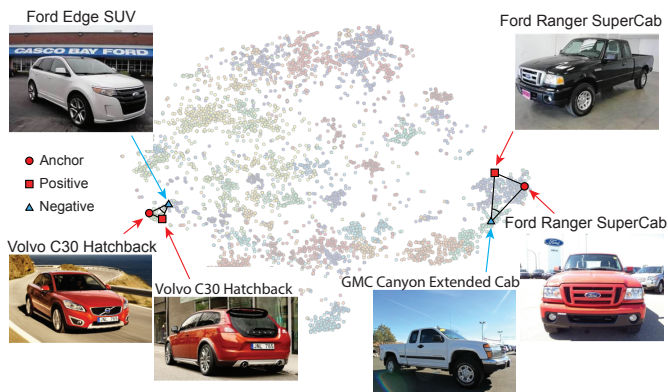 Ford Edge SUV
CASCO BAY FORD
Ford Ranger SuperCab
Anchor
Positive
Negative
Ford Ranger SuperCab
Volvo C30 Hatchback
Volvo C30 Hatchback
GMC Canyon Extended Cab